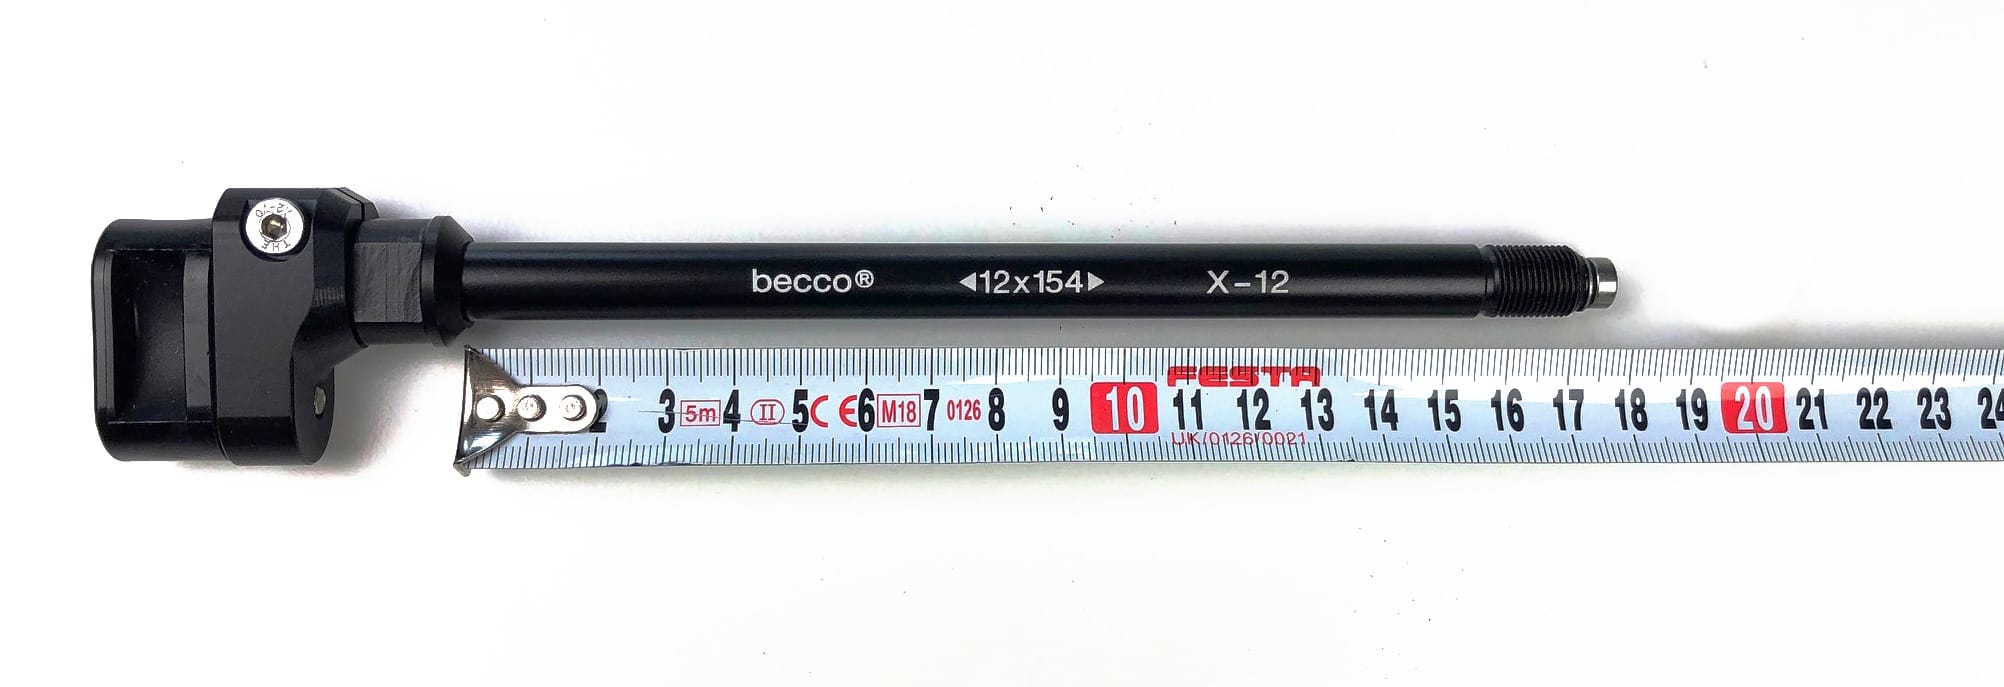 becco® ◀12x154▶ X-12
FESTA
2 3 5m 4 II 5 CE 6 M18 7 0126 8 9 10 11 12 13 14 15 16 17 18 19 20 21 22 23 24
UK/0126/0021